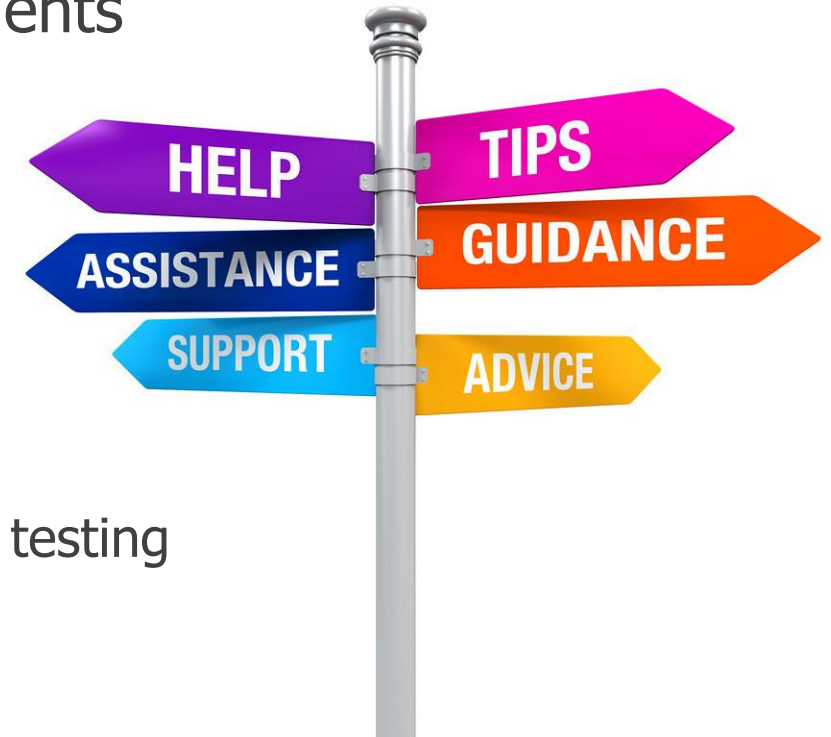 ents
HELP
TIPS
ASSISTANCE
GUIDANCE
SUPPORT
ADVICE
testing